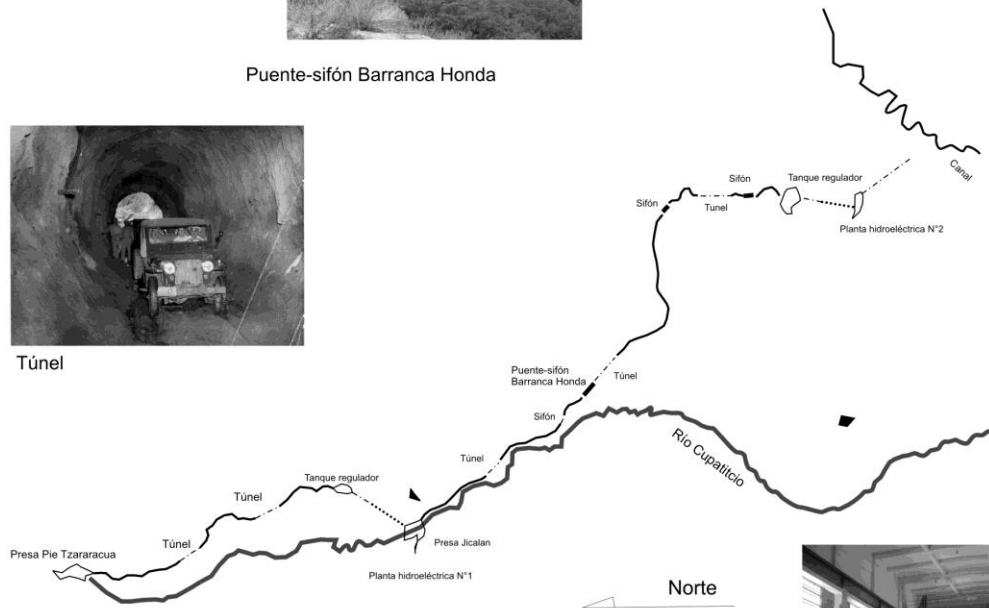 Puente-sifón Barranca Honda
Canal
Sifón
Tanque regulador
Sifón
Tunel
Planta hidroeléctrica N°2
Túnel
Puente-sifón
Barranca Honda
Túnel
Sifón
Río Cupatitcio
Túnel
Tanque regulador
Túnel
Túnel
Presa Jicalan
Presa Pie Tzararacua
Planta hidroeléctrica N°1
Norte